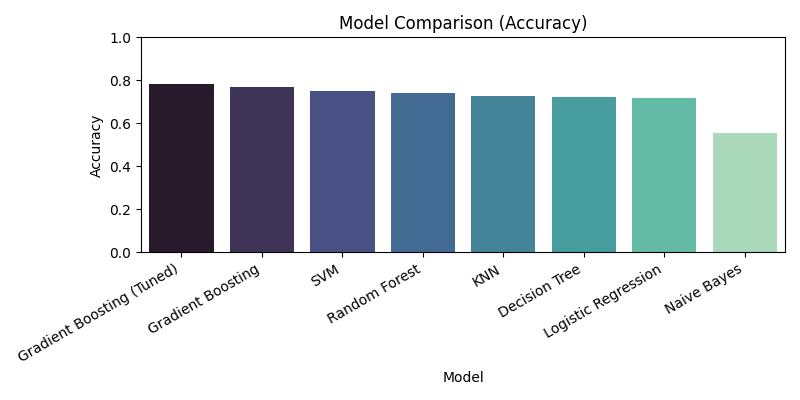 Model Comparison (Accuracy)
Accuracy
1.0
0.8
0.6
0.4
0.2
0.0
Gradient Boosting (Tuned)
Gradient Boosting
SVM
Random Forest
KNN
Decision Tree
Logistic Regression
Naive Bayes
Model